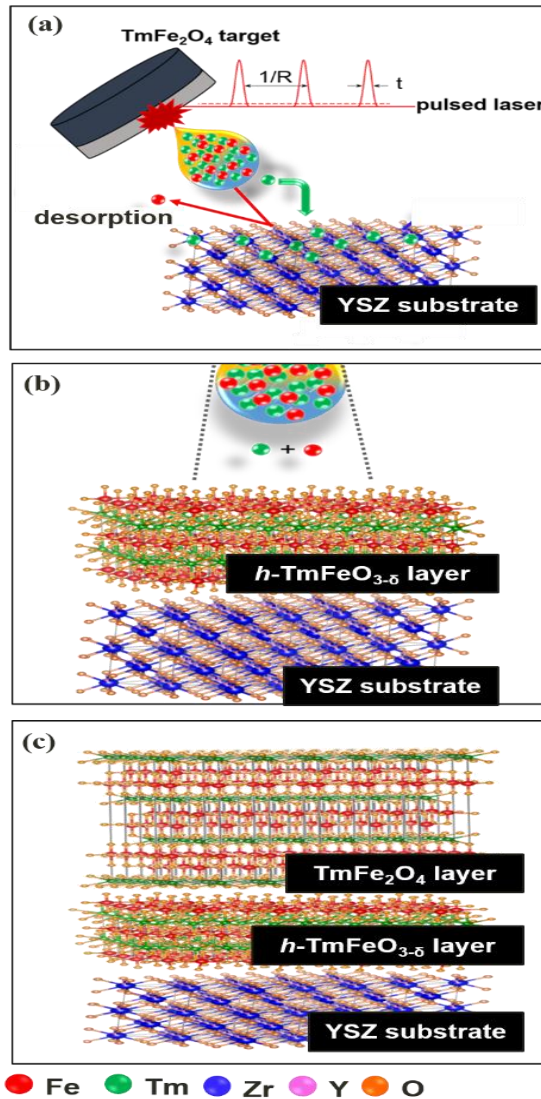 (a)
TmFe₂O₄ target
1/R
t
pulsed laser
desorption
YSZ substrate
(b)
+
h-TmFeO₃₋δ layer
YSZ substrate
(c)
TmFe₂O₄ layer
h-TmFeO₃₋δ layer
YSZ substrate
Fe Tm Zr Y O